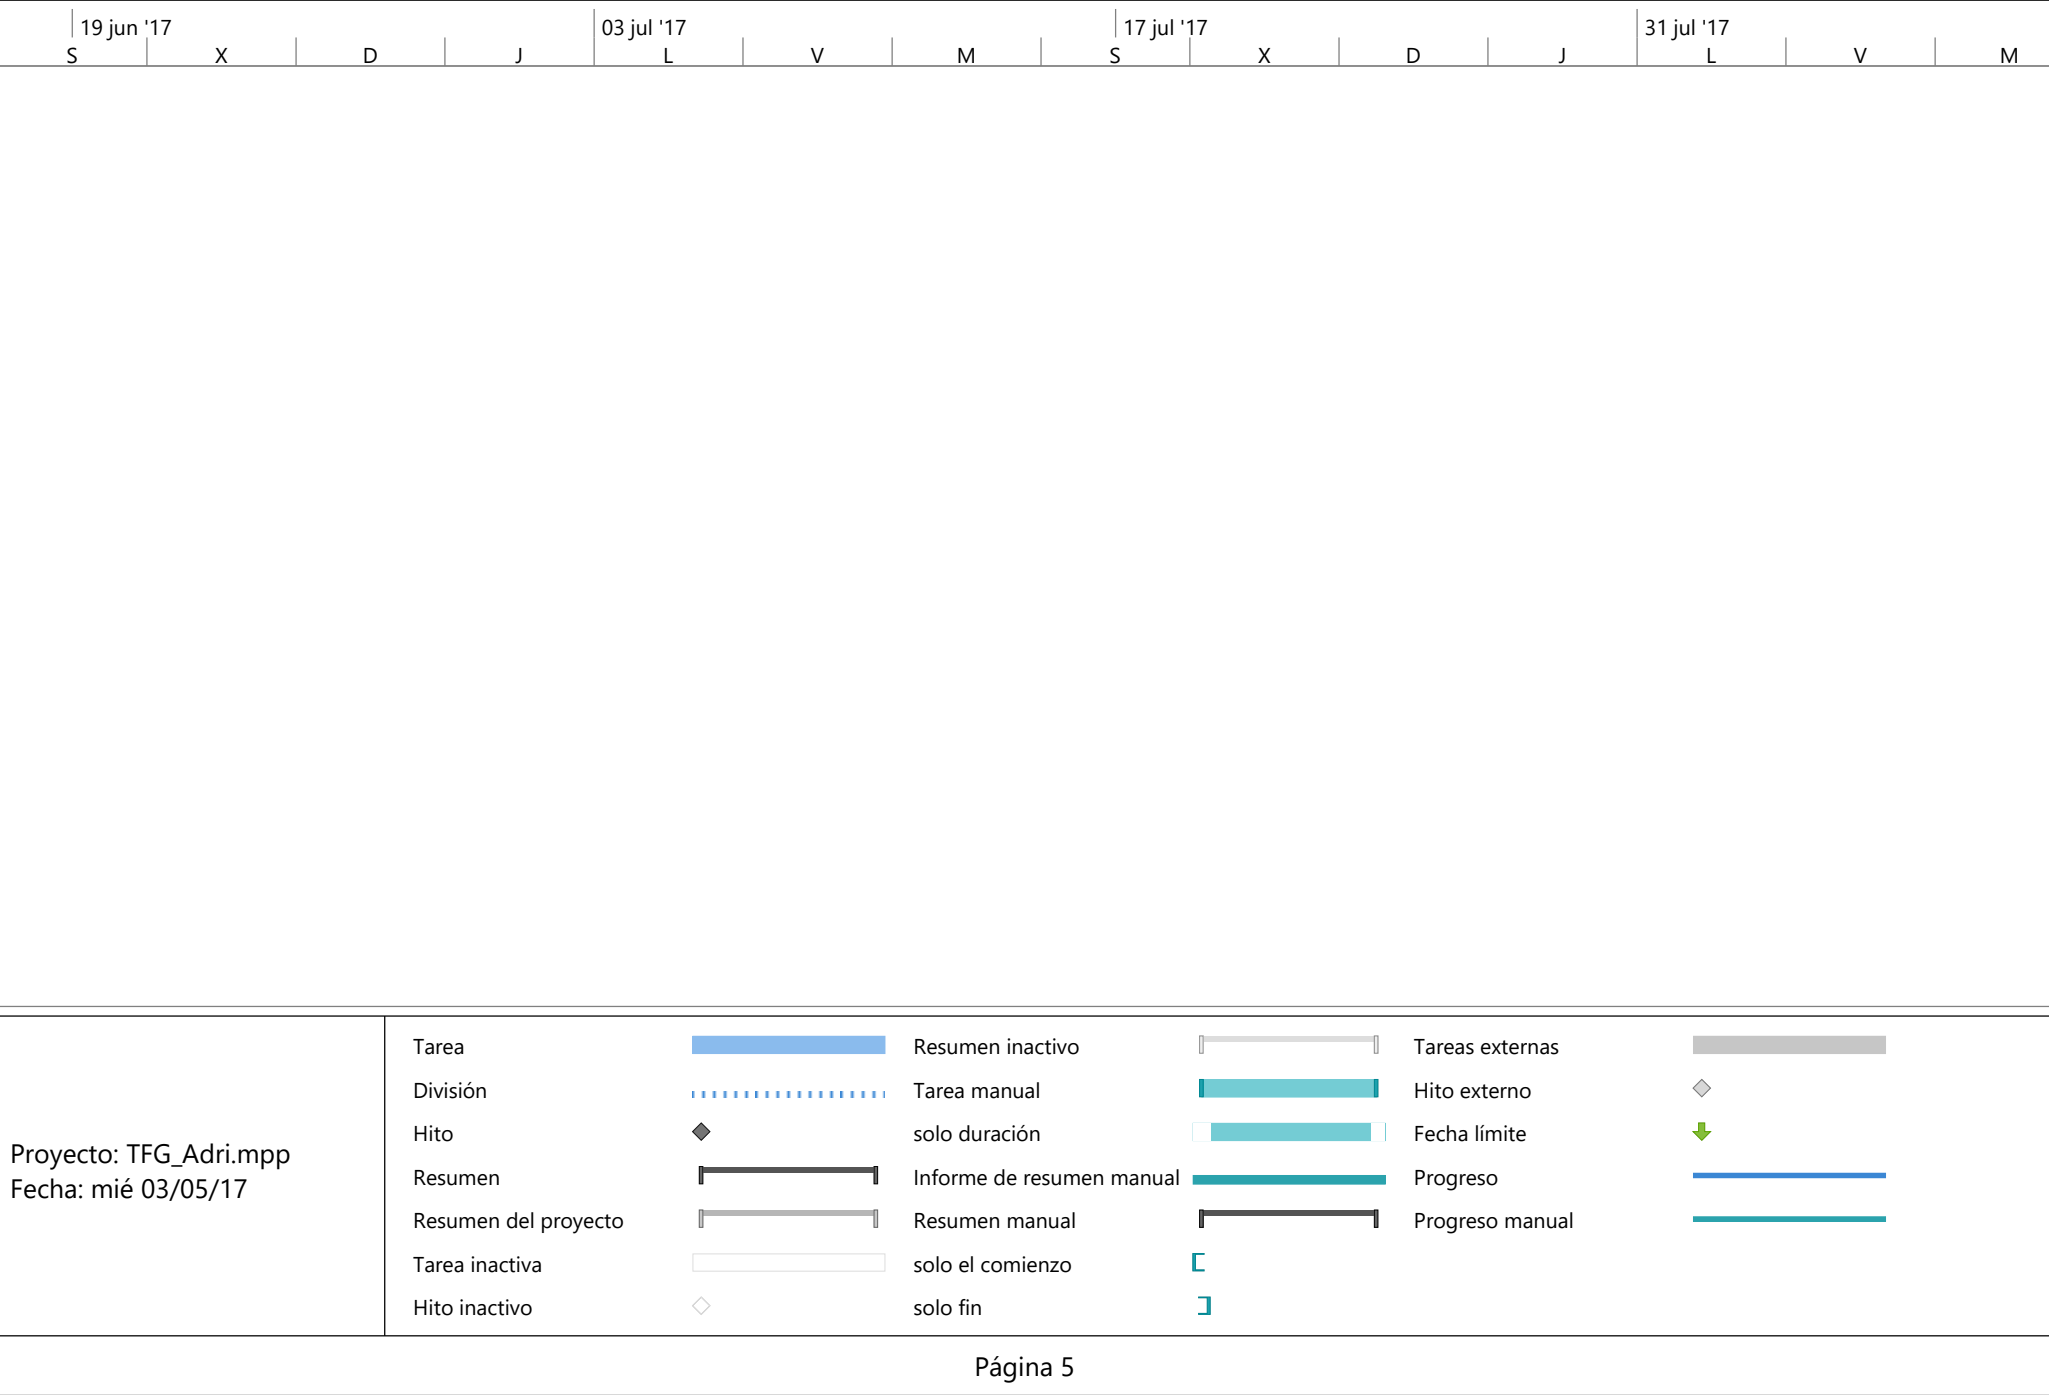 19 jun '17 03 jul '17 17 jul '17 31 jul '17
S X D J L V M S X D J L V M
Tarea
División
Hito
Resumen
Resumen del proyecto
Tarea inactiva
Hito inactivo
Resumen inactivo
Tarea manual
solo duración
Informe de resumen manual
Resumen manual
solo el comienzo
solo fin
Tareas externas
Hito externo
Fecha límite
Progreso
Progreso manual
Proyecto: TFG_Adri.mpp
Fecha: mié 03/05/17
Página 5